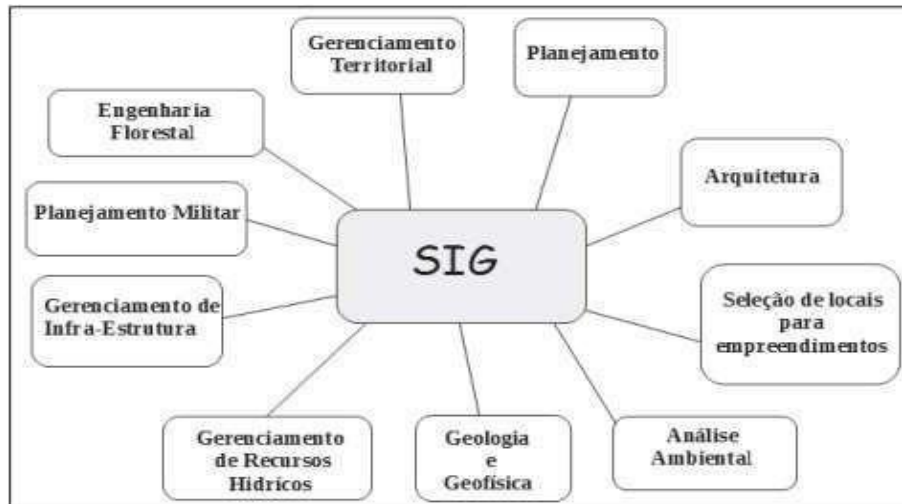 Gerenciamento
Territorial
Planejamento
Engenharia
Florestal
Arquitetura
Planejamento Militar
SIG
Gerenciamento de
Infra-Estrutura
Seleção de locais
para
empreendimentos
Gerenciamento
de Recursos
Hídricos
Geologia
e
Geofísica
Análise
Ambiental